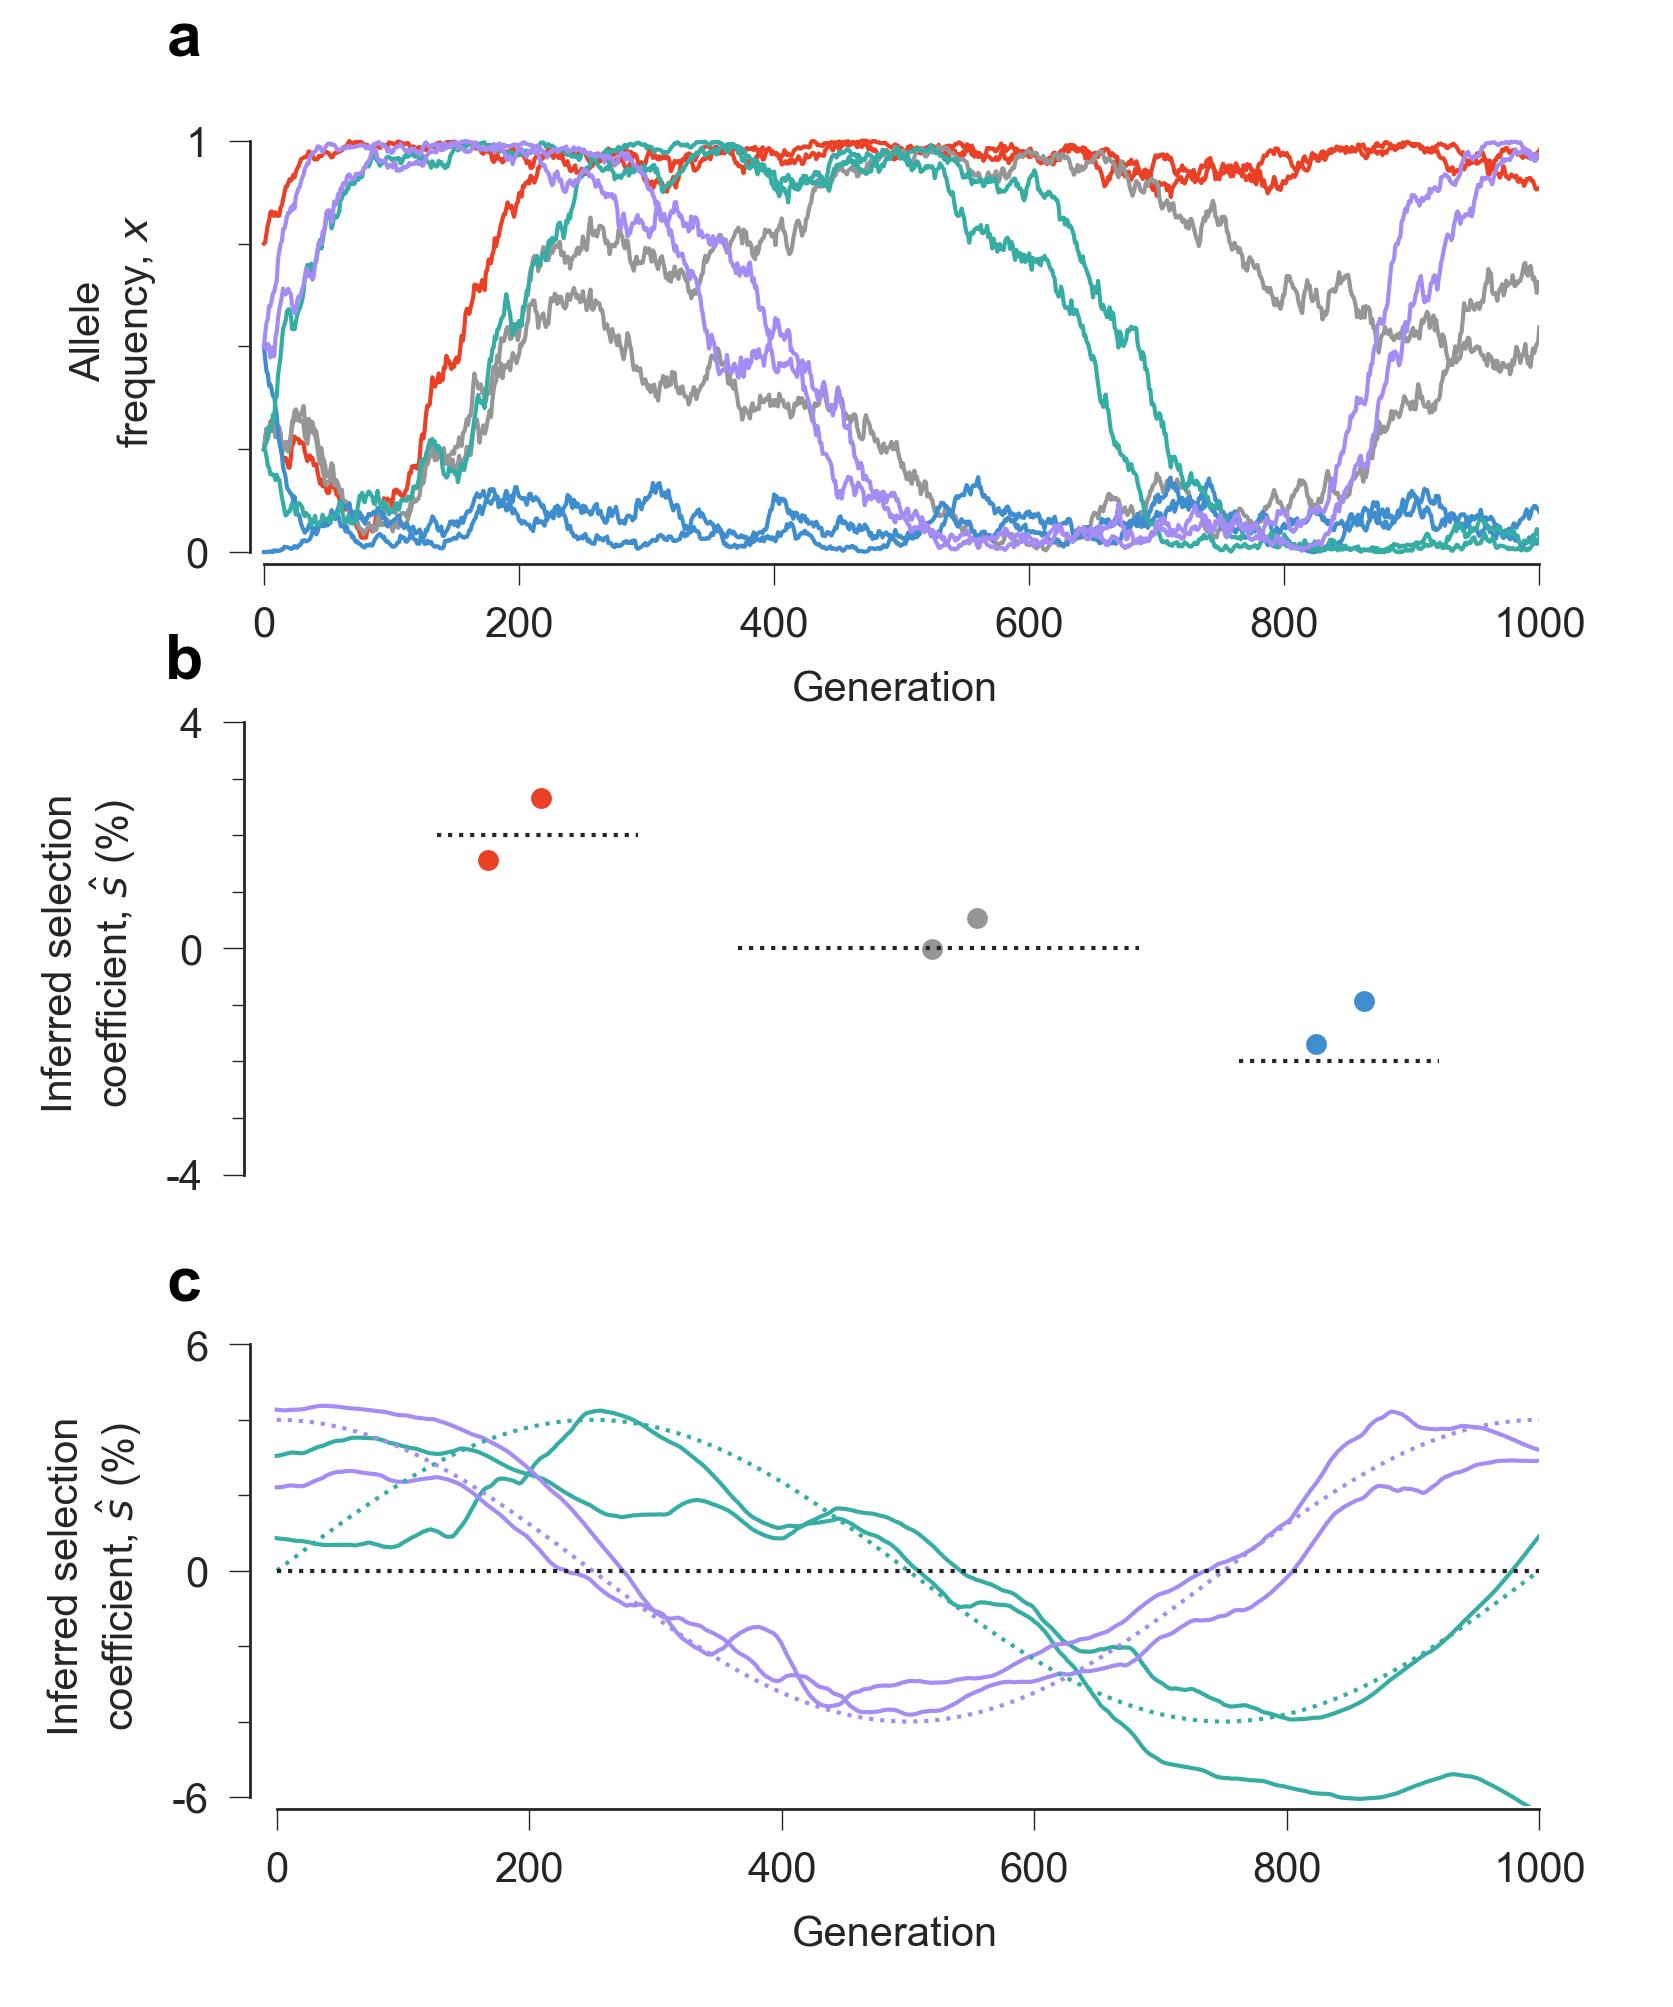 a
Allele
frequency, x
1
0
0 200 400 600 800 1000
Generation
b
Inferred selection
coefficient, ŝ (%)
4
0
-4
c
Inferred selection
coefficient, ŝ (%)
6
0
-6
0 200 400 600 800 1000
Generation